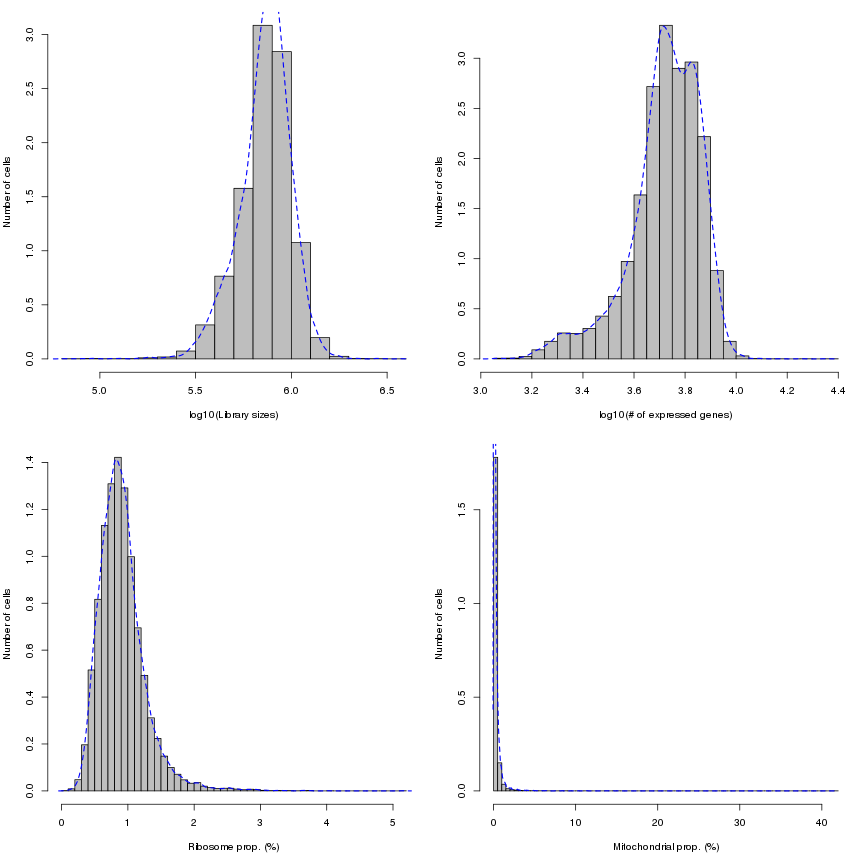 Number of cells
0.0 0.5 1.0 1.5 2.0 2.5 3.0
5.0 5.5 6.0 6.5
log10(Library sizes)
Number of cells
0.0 0.5 1.0 1.5 2.0 2.5 3.0
3.0 3.2 3.4 3.6 3.8 4.0 4.2 4.4
log10(# of expressed genes)
Number of cells
0.0 0.2 0.4 0.6 0.8 1.0 1.2 1.4
0 1 2 3 4 5
Ribosome prop. (%)
Number of cells
0.0 0.5 1.0 1.5
0 10 20 30 40
Mitochondrial prop. (%)